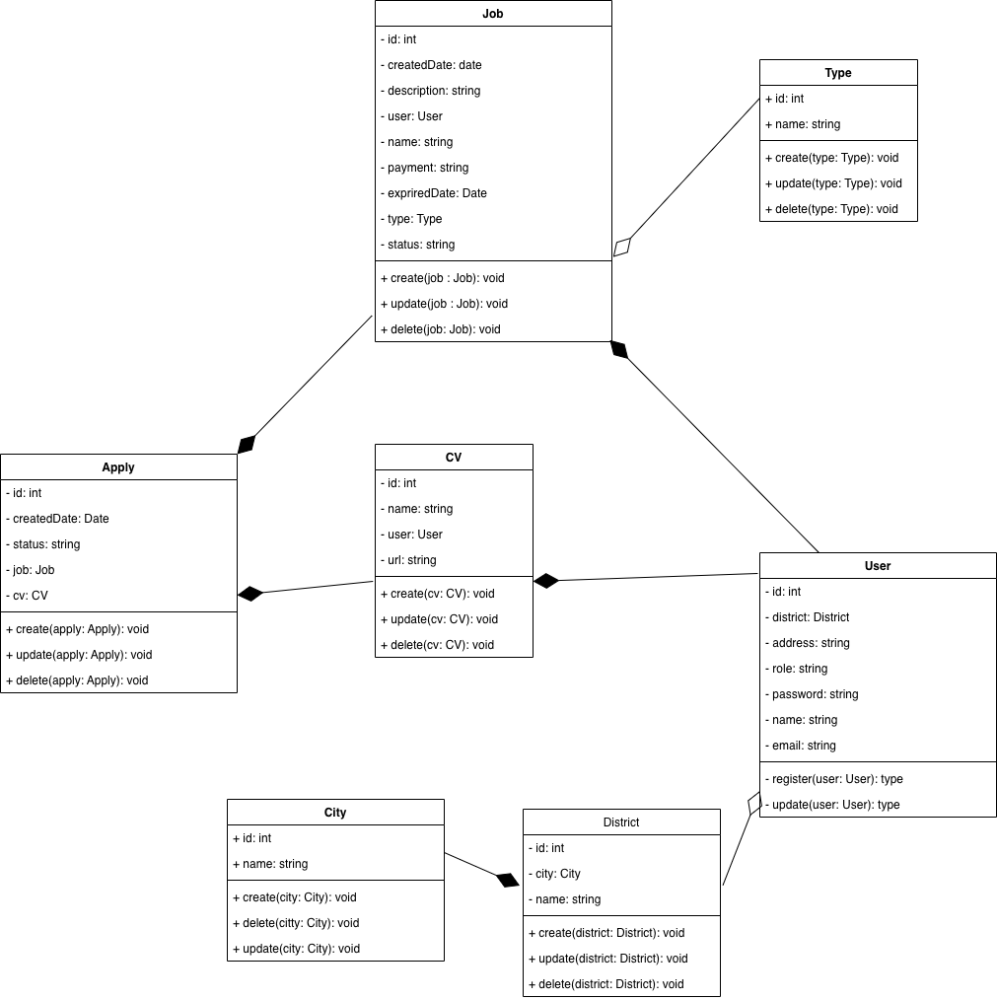 Job
- id: int
- createdDate: date
- description: string
- user: User
- name: string
- payment: string
- expriredDate: Date
- type: Type
- status: string
+ create(job : Job): void
+ update(job : Job): void
+ delete(job: Job): void
Type
+ id: int
+ name: string
+ create(type: Type): void
+ update(type: Type): void
+ delete(type: Type): void
Apply
- id: int
- createdDate: Date
- status: string
- job: Job
- cv: CV
+ create(apply: Apply): void
+ update(apply: Apply): void
+ delete(apply: Apply): void
CV
- id: int
- name: string
- user: User
- url: string
+ create(cv: CV): void
+ update(cv: CV): void
+ delete(cv: CV): void
User
- id: int
- district: District
- address: string
- role: string
- password: string
- name: string
- email: string
- register(user: User): type
- update(user: User): type
City
+ id: int
+ name: string
+ create(city: City): void
+ delete(citty: City): void
+ update(city: City): void
District
- id: int
- city: City
- name: string
+ create(district: District): void
+ update(district: District): void
+ delete(district: District): void